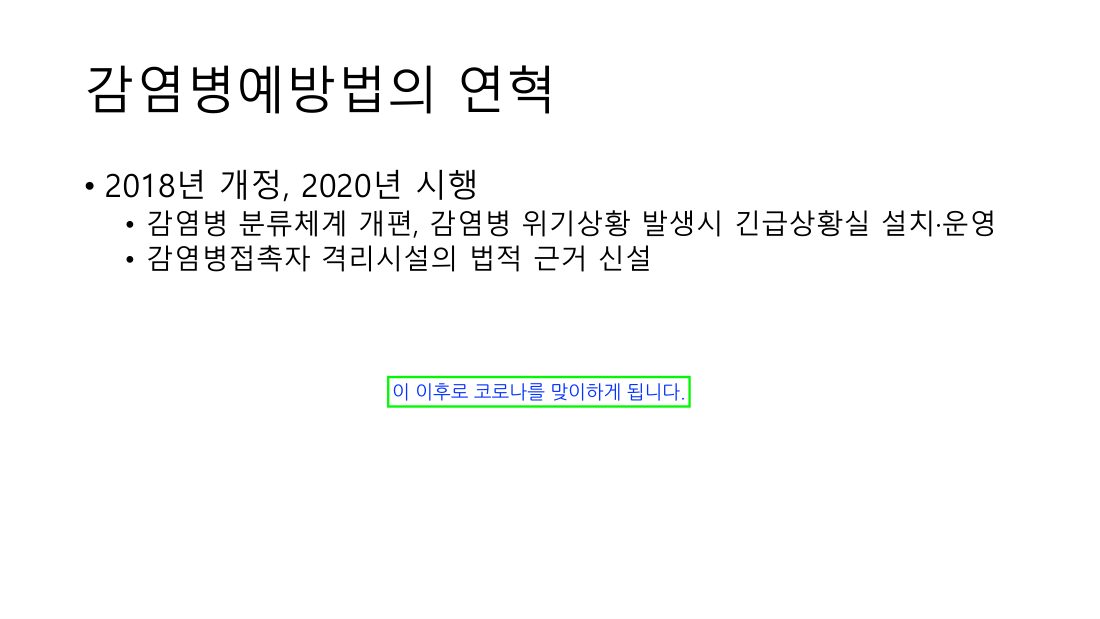 감염병예방법의 연혁
• 2018년 개정, 2020년 시행
• 감염병 분류체계 개편, 감염병 위기상황 발생시 긴급상황실 설치·운영
• 감염병접촉자 격리시설의 법적 근거 신설
이 이후로 코로나를 맞이하게 됩니다.